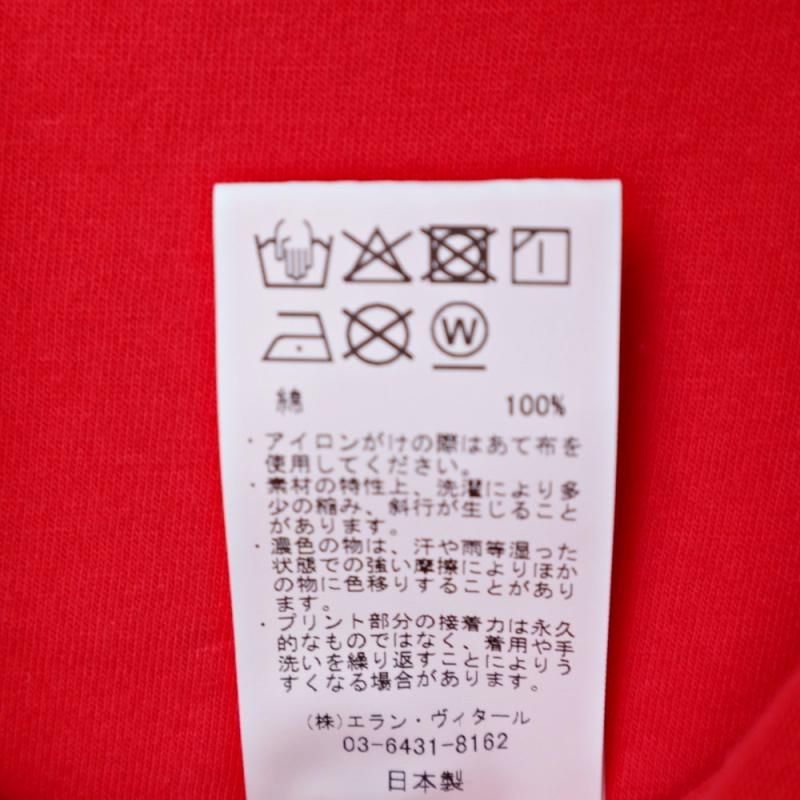 W
綿 100%
・アイロンがけの際はあて布を
使用してください。
・素材の特性上、洗濯により多
少の縮み、斜行が生じること
があります。
・濃色の物は、汗や雨等湿った
状態での強い摩擦によりほか
の物に色移りすることがあり
ます。
・プリント部分の接着力は永久
的なものではなく、着用や手
洗いを繰り返すことによりう
すくなる場合があります。
(株)エラン・ヴィタール
03-6431-8162
日本製